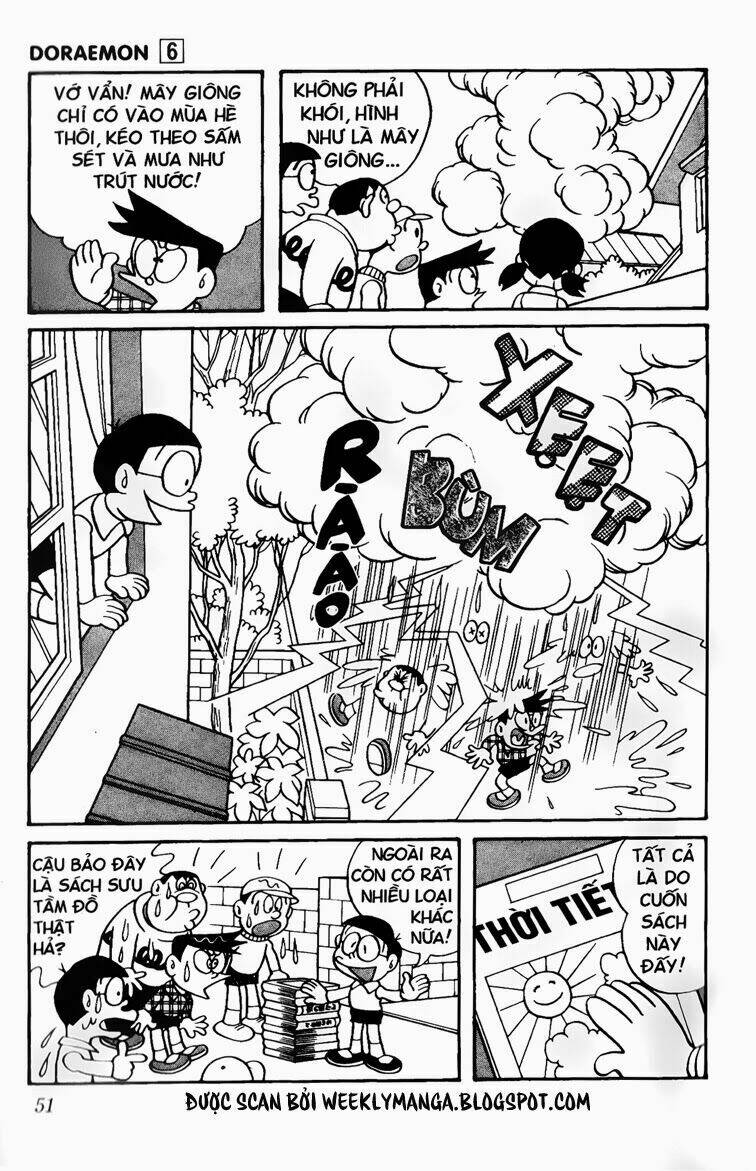 DORAEMON 6
VỚ VẨN! MÂY GIÔNG
CHỈ CÓ VÀO MÙA HÈ
THÔI, KÉO THEO SẤM
SÉT VÀ MƯA NHƯ
TRÚT NƯỚC!
KHÔNG PHẢI
KHÓI, HÌNH
NHƯ LÀ MÂY
GIÔNG...
XẸẸT
BÙM
RẠẠO
CẬU BẢO ĐÂY
LÀ SÁCH SƯU
TẦM ĐỒ
THẬT
HẢ?
NGOÀI RA
CÒN CÓ RẤT
NHIỀU LOẠI
KHÁC
NỮA!
TẤT CẢ
LÀ DO
CUỐN
SÁCH
NÀY
ĐẤY!
THỜI TIẾT
51
ĐƯỢC SCAN BỞI WEEKLYMANGA.BLOGSPOT.COM